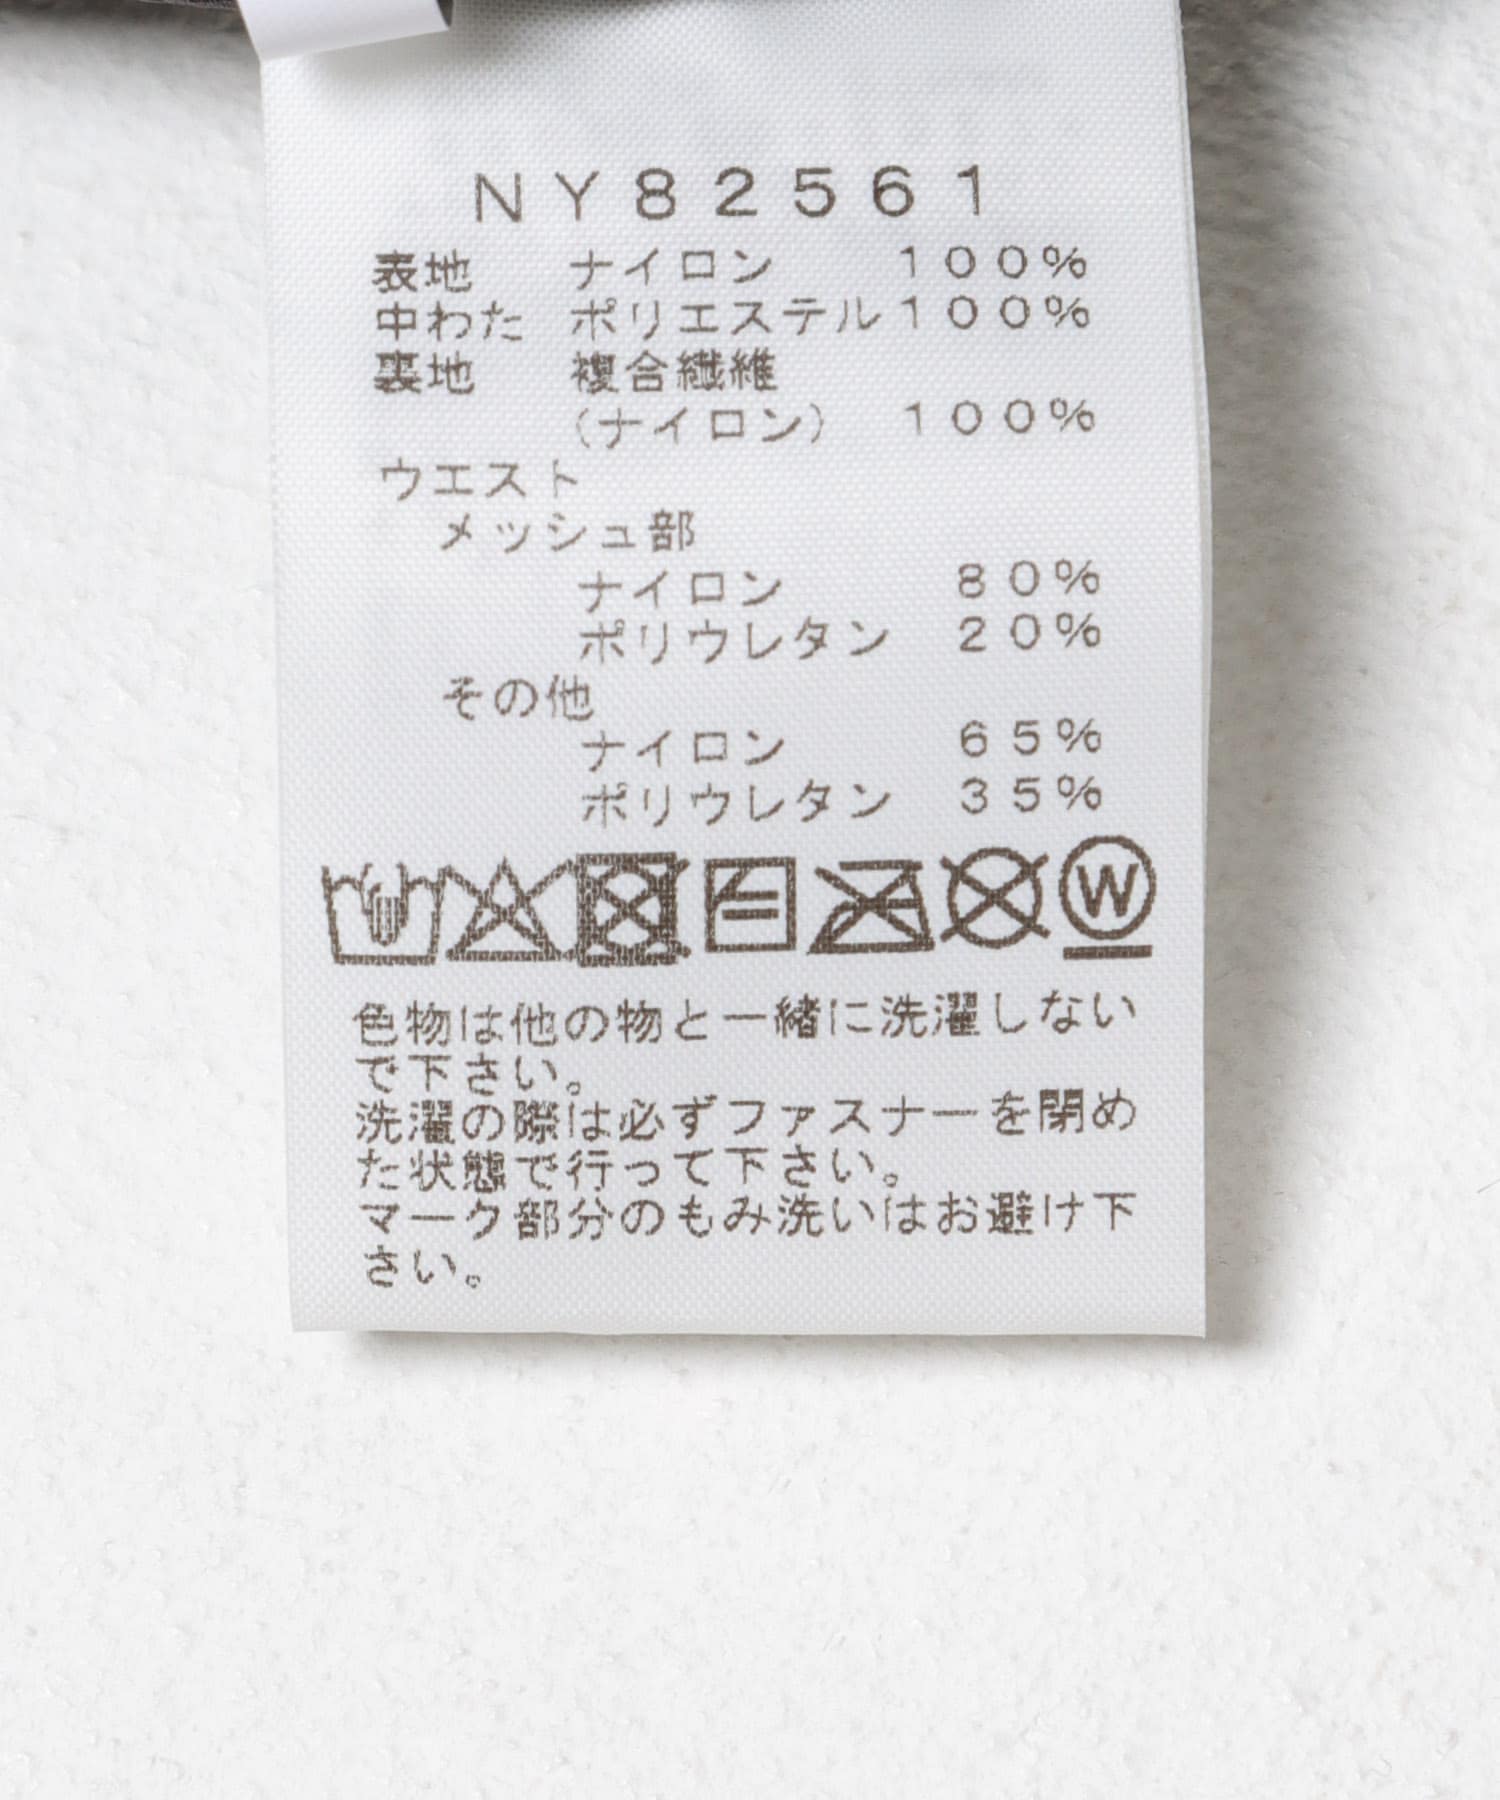 NY82561
表地 ナイロン 100%
中わた ポリエステル100%
裏地 複合繊維
(ナイロン) 100%
ウエスト
メッシュ部
ナイロン 80%
ポリウレタン 20%
その他
ナイロン 65%
ポリウレタン 35%
W
色物は他の物と一緒に洗濯しない
で下さい。
洗濯の際は必ずファスナーを閉め
た状態で行って下さい。
マーク部分のもみ洗いはお避け下
さい。